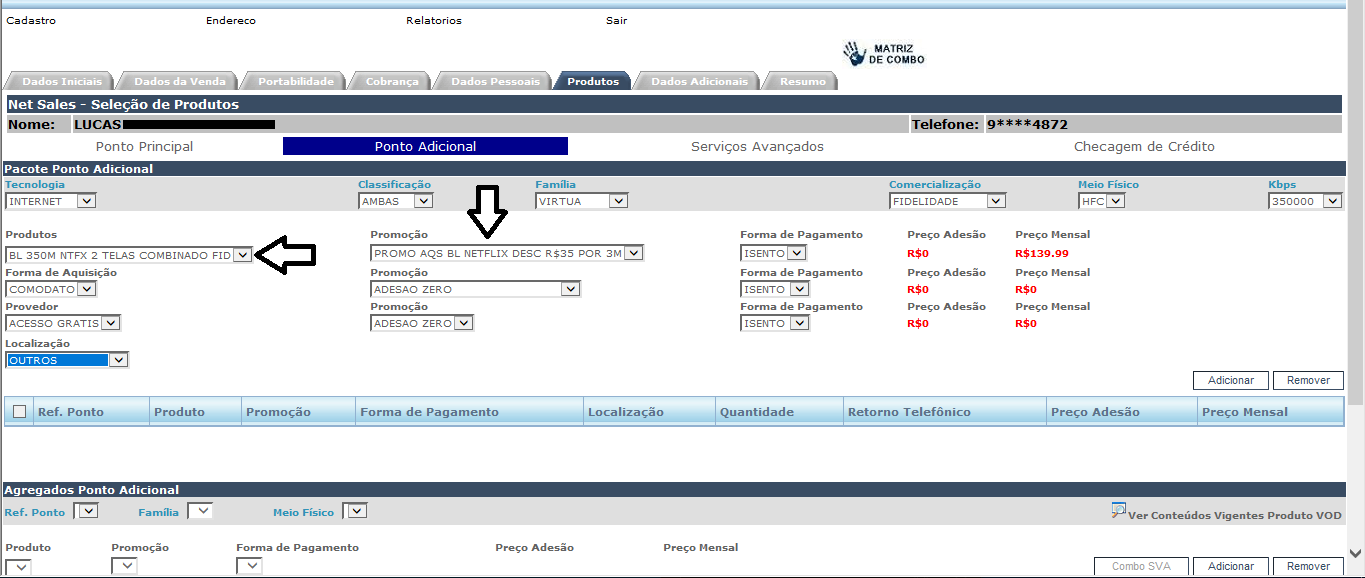 Cadastro Endereco Relatorios Sair
MATRIZ
DE COMBO
Dados Iniciais Dados da Venda Portabilidade Cobrança Dados Pessoais Produtos Dados Adicionais Resumo
Net Sales - Seleção de Produtos
Nome: LUCAS Telefone: 9****4872
Ponto Principal Ponto Adicional Serviços Avançados Checagem de Crédito
Pacote Ponto Adicional
Tecnologia Classificação Família Comercialização Meio Físico Kbps
INTERNET AMBAS VIRTUA FIDELIDADE HFC 350000
Produtos Promoção Forma de Pagamento Preço Adesão Preço Mensal
BL 350M NTFX 2 TELAS COMBINADO FID PROMO AQS BL NETFLIX DESC R$35 POR 3M ISENTO R$0 R$139.99
Forma de Aquisição Promoção Forma de Pagamento Preço Adesão Preço Mensal
COMODATO ADESAO ZERO ISENTO R$0 R$0
Provedor Promoção Forma de Pagamento Preço Adesão Preço Mensal
ACESSO GRATIS ADESAO ZERO ISENTO R$0 R$0
Localização
OUTROS
Adicionar Remover
Ref. Ponto Produto Promoção Forma de Pagamento Localização Quantidade Retorno Telefônico Preço Adesão Preço Mensal
Agregados Ponto Adicional
Ref. Ponto Família Meio Físico Ver Conteúdos Vigentes Produto VOD
Produto Promoção Forma de Pagamento Preço Adesão Preço Mensal
Combo SVA Adicionar Remover